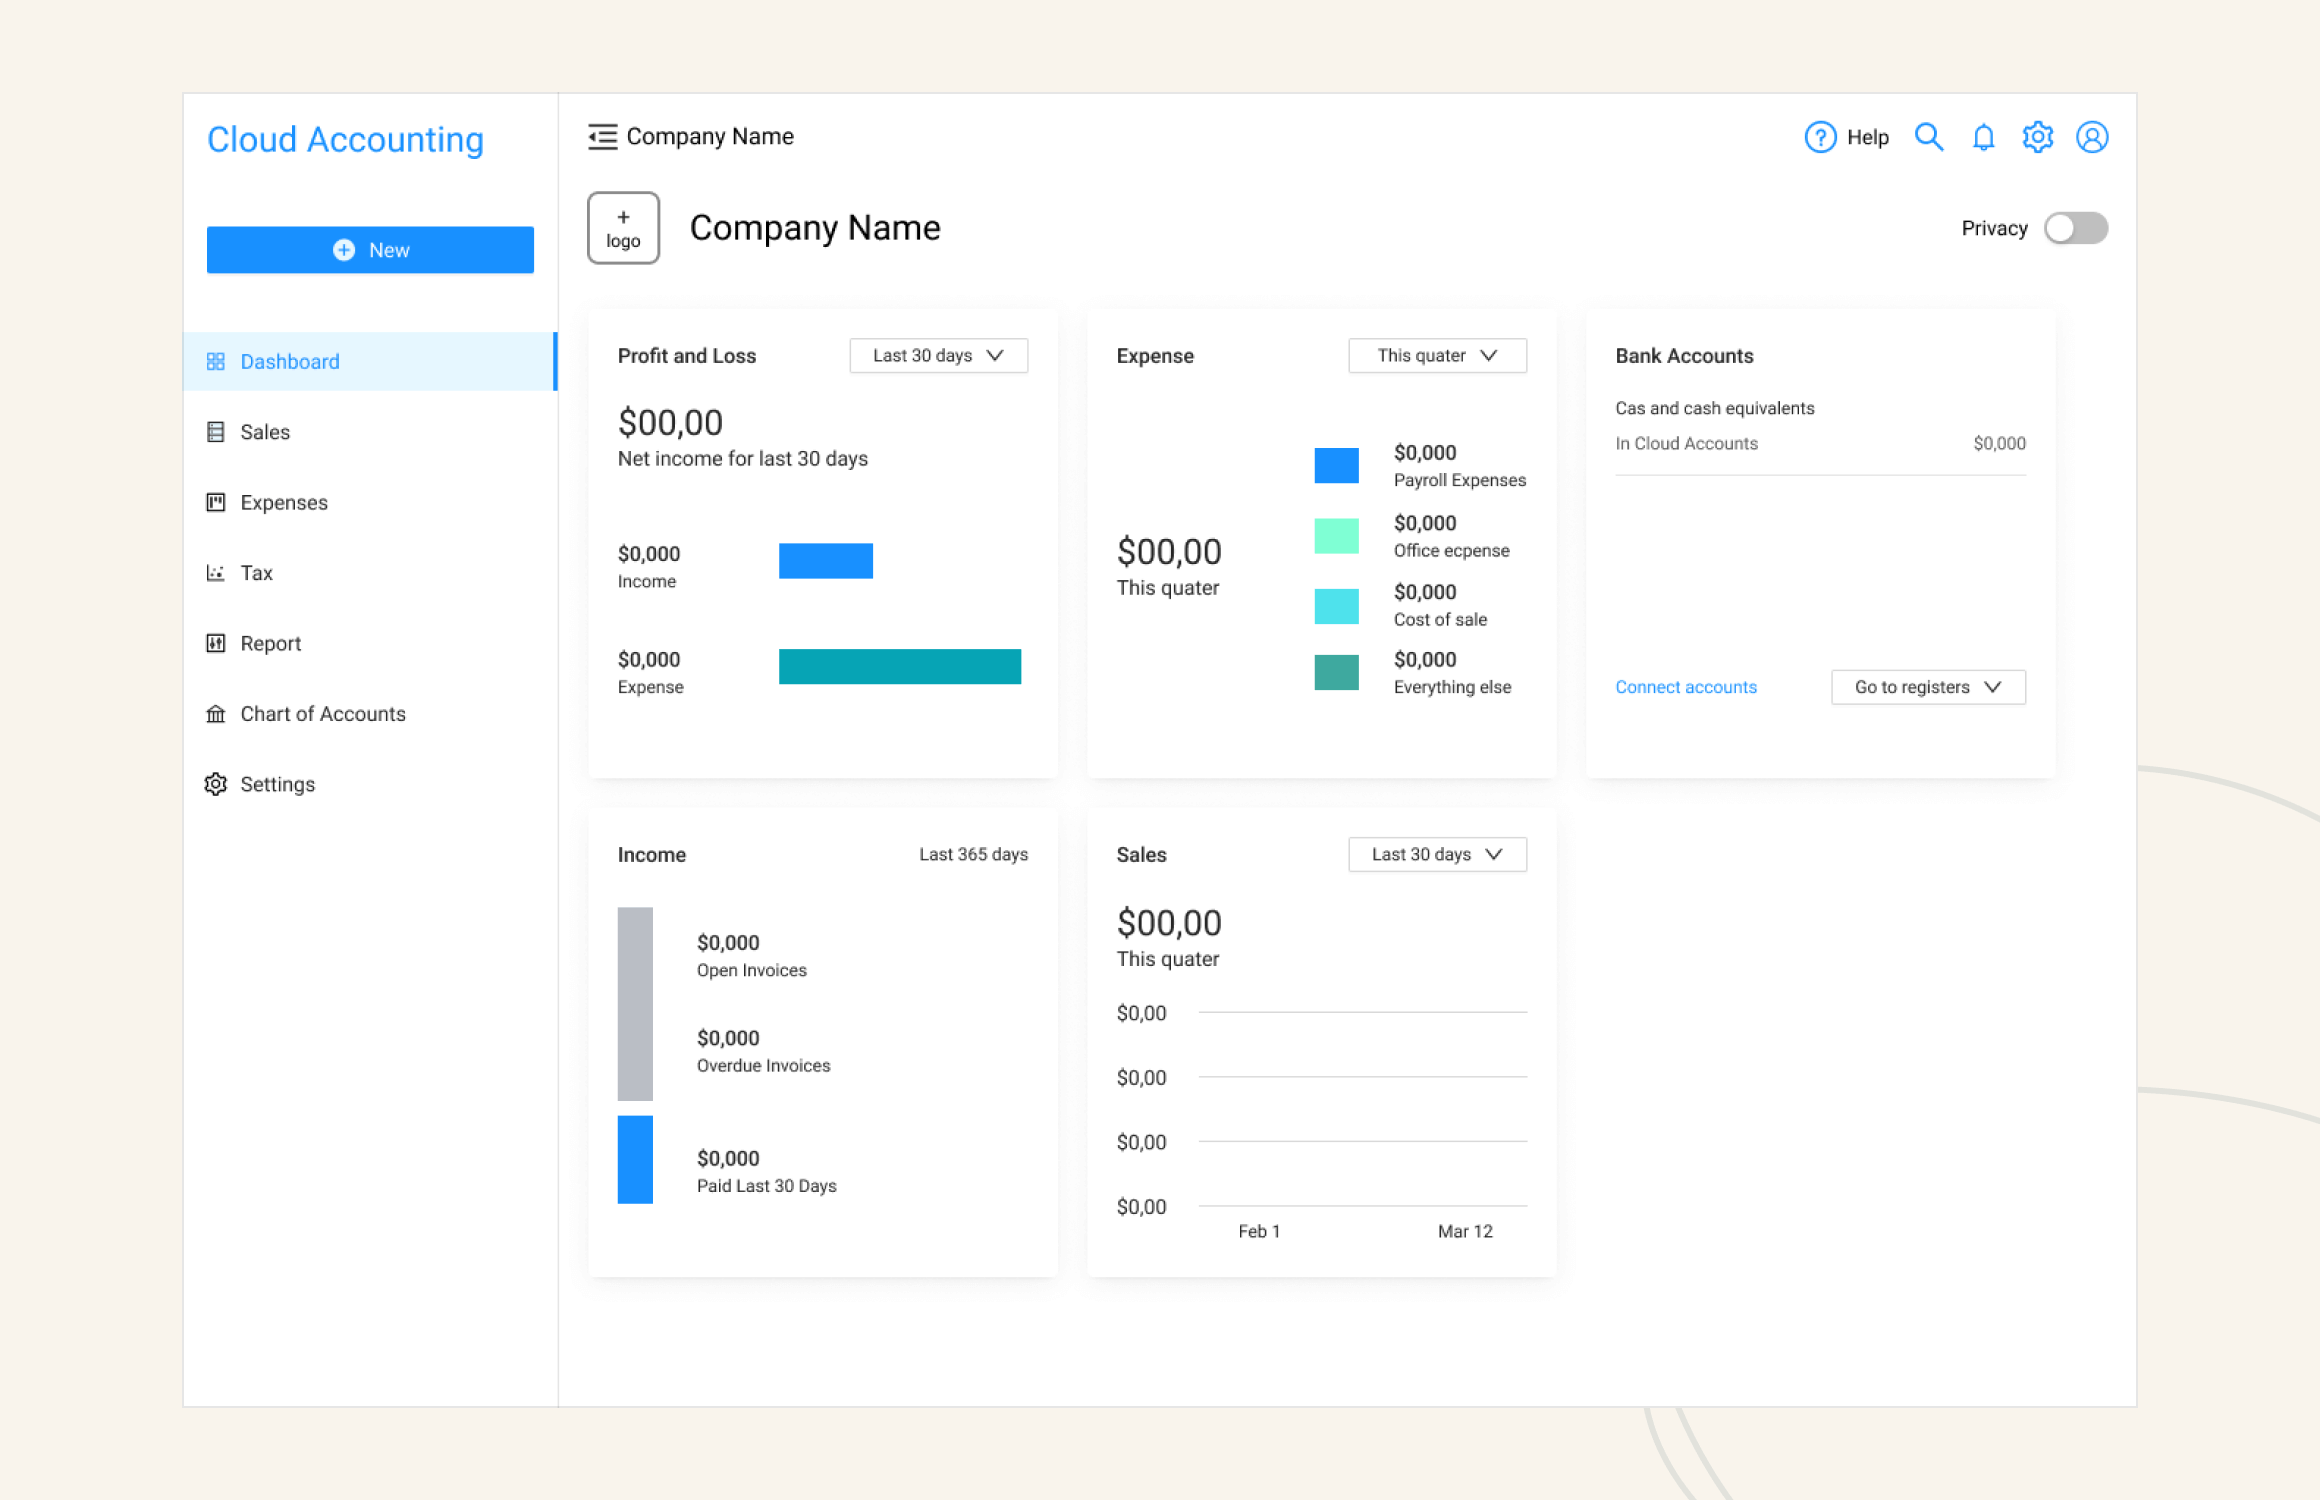 Cloud Accounting
New
Dashboard
Sales
Expenses
Tax
Report
Chart of Accounts
Settings
Company Name
Help
+
logo
Company Name
Privacy
Profit and Loss
Last 30 days
$00,00
Net income for last 30 days
$0,000
Income
$0,000
Expense
Expense
This quater
$00,00
This quater
$0,000
Payroll Expenses
$0,000
Office ecpense
$0,000
Cost of sale
$0,000
Everything else
Bank Accounts
Cas and cash equivalents
In Cloud Accounts $0,000
Connect accounts
Go to registers
Income
Last 365 days
$0,000
Open Invoices
$0,000
Overdue Invoices
$0,000
Paid Last 30 Days
Sales
Last 30 days
$00,00
This quater
$0,00
$0,00
$0,00
$0,00
Feb 1 Mar 12